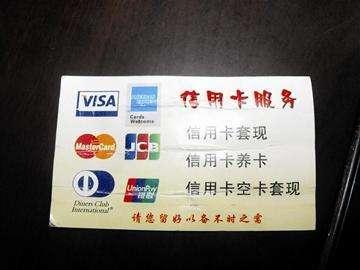 信用卡服务
VISA
AMERICAN EXPRESS
Cards Welcome
信用卡套现
MasterCard
JCB
信用卡养卡
Diners Club International®
UnionPay
银联
信用卡空卡套现
请您留好以备不时之需